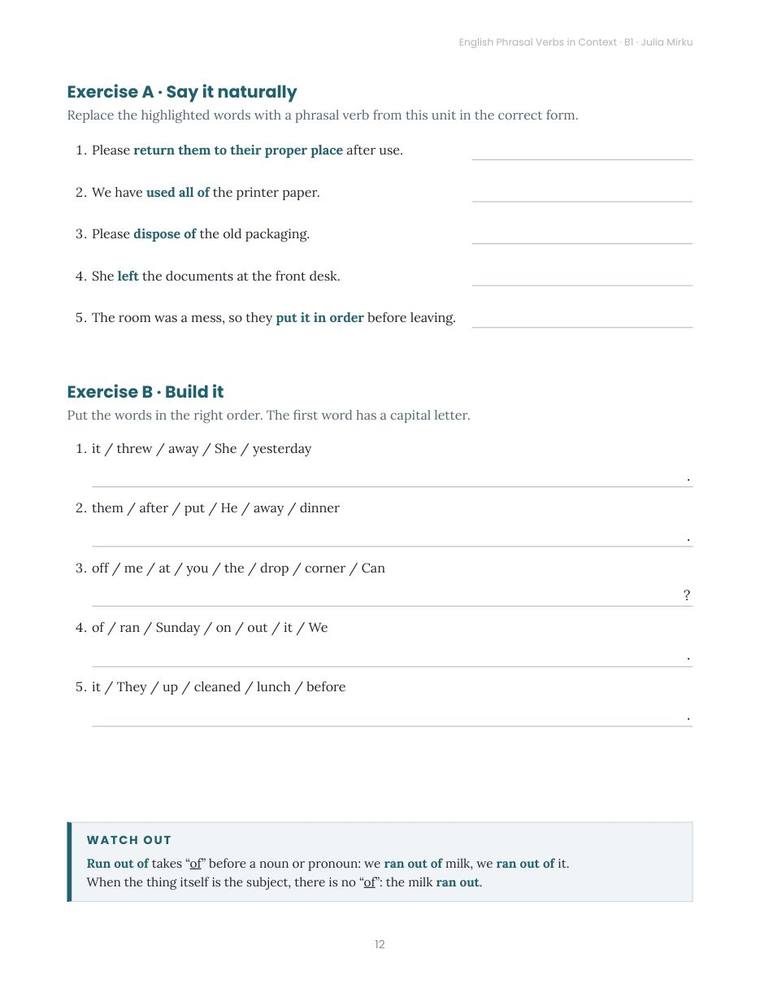 English Phrasal Verbs in Context · B1 · Julia Mirku
Exercise A · Say it naturally
Replace the highlighted words with a phrasal verb from this unit in the correct form.
1. Please return them to their proper place after use.
2. We have used all of the printer paper.
3. Please dispose of the old packaging.
4. She left the documents at the front desk.
5. The room was a mess, so they put it in order before leaving.
Exercise B · Build it
Put the words in the right order. The first word has a capital letter.
1. it / threw / away / She / yesterday
.
2. them / after / put / He / away / dinner
.
3. off / me / at / you / the / drop / corner / Can
?
4. of / ran / Sunday / on / out / it / We
.
5. it / They / up / cleaned / lunch / before
.
WATCH OUT
Run out of takes “of” before a noun or pronoun: we ran out of milk, we ran out of it.
When the thing itself is the subject, there is no “of”: the milk ran out.
12